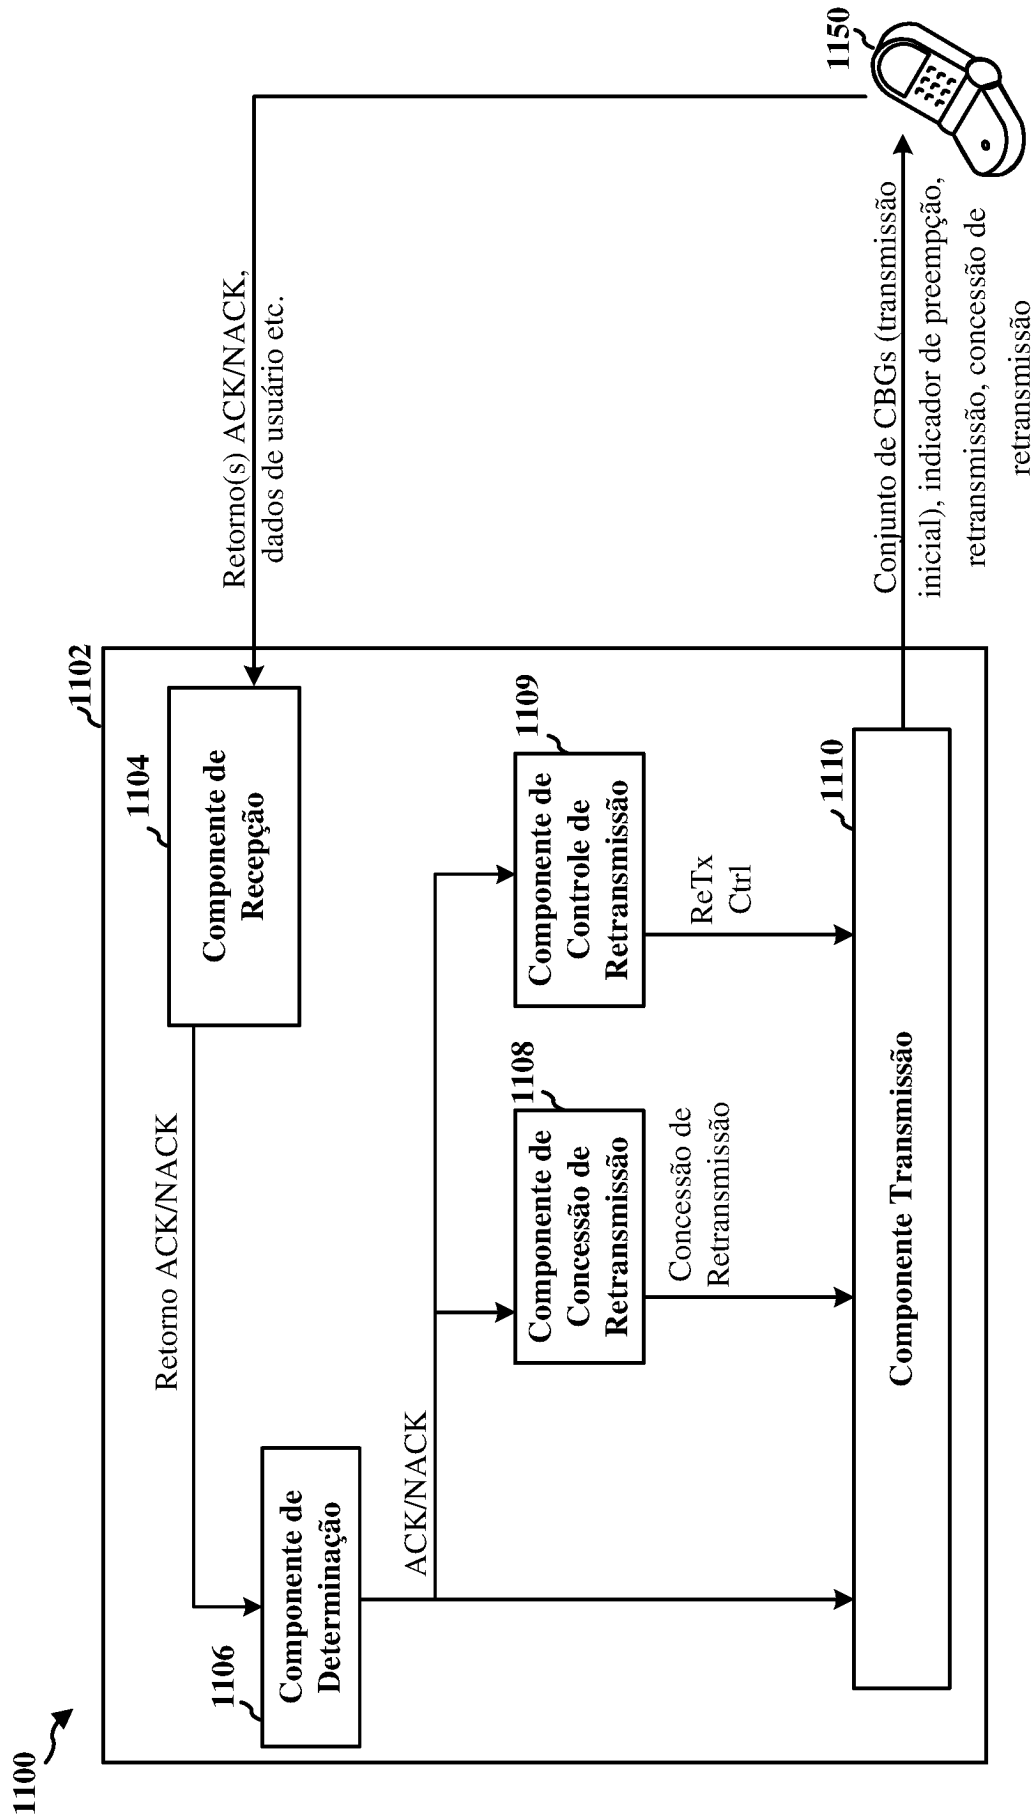 1100
1102
1104
Componente de
Recepção
Retorno(s) ACK/NACK,
dados de usuário etc.
Retorno ACK/NACK
1106
Componente de
Determinação
ACK/NACK
1108
Componente de
Concessão de
Retransmissão
1109
Componente de
Controle de
Retransmissão
Concessão de
Retransmissão
ReTx
Ctrl
1110
Componente Transmissão
1150
Conjunto de CBGs (transmissão
inicial), indicador de preempção,
retransmissão, concessão de
retransmissão